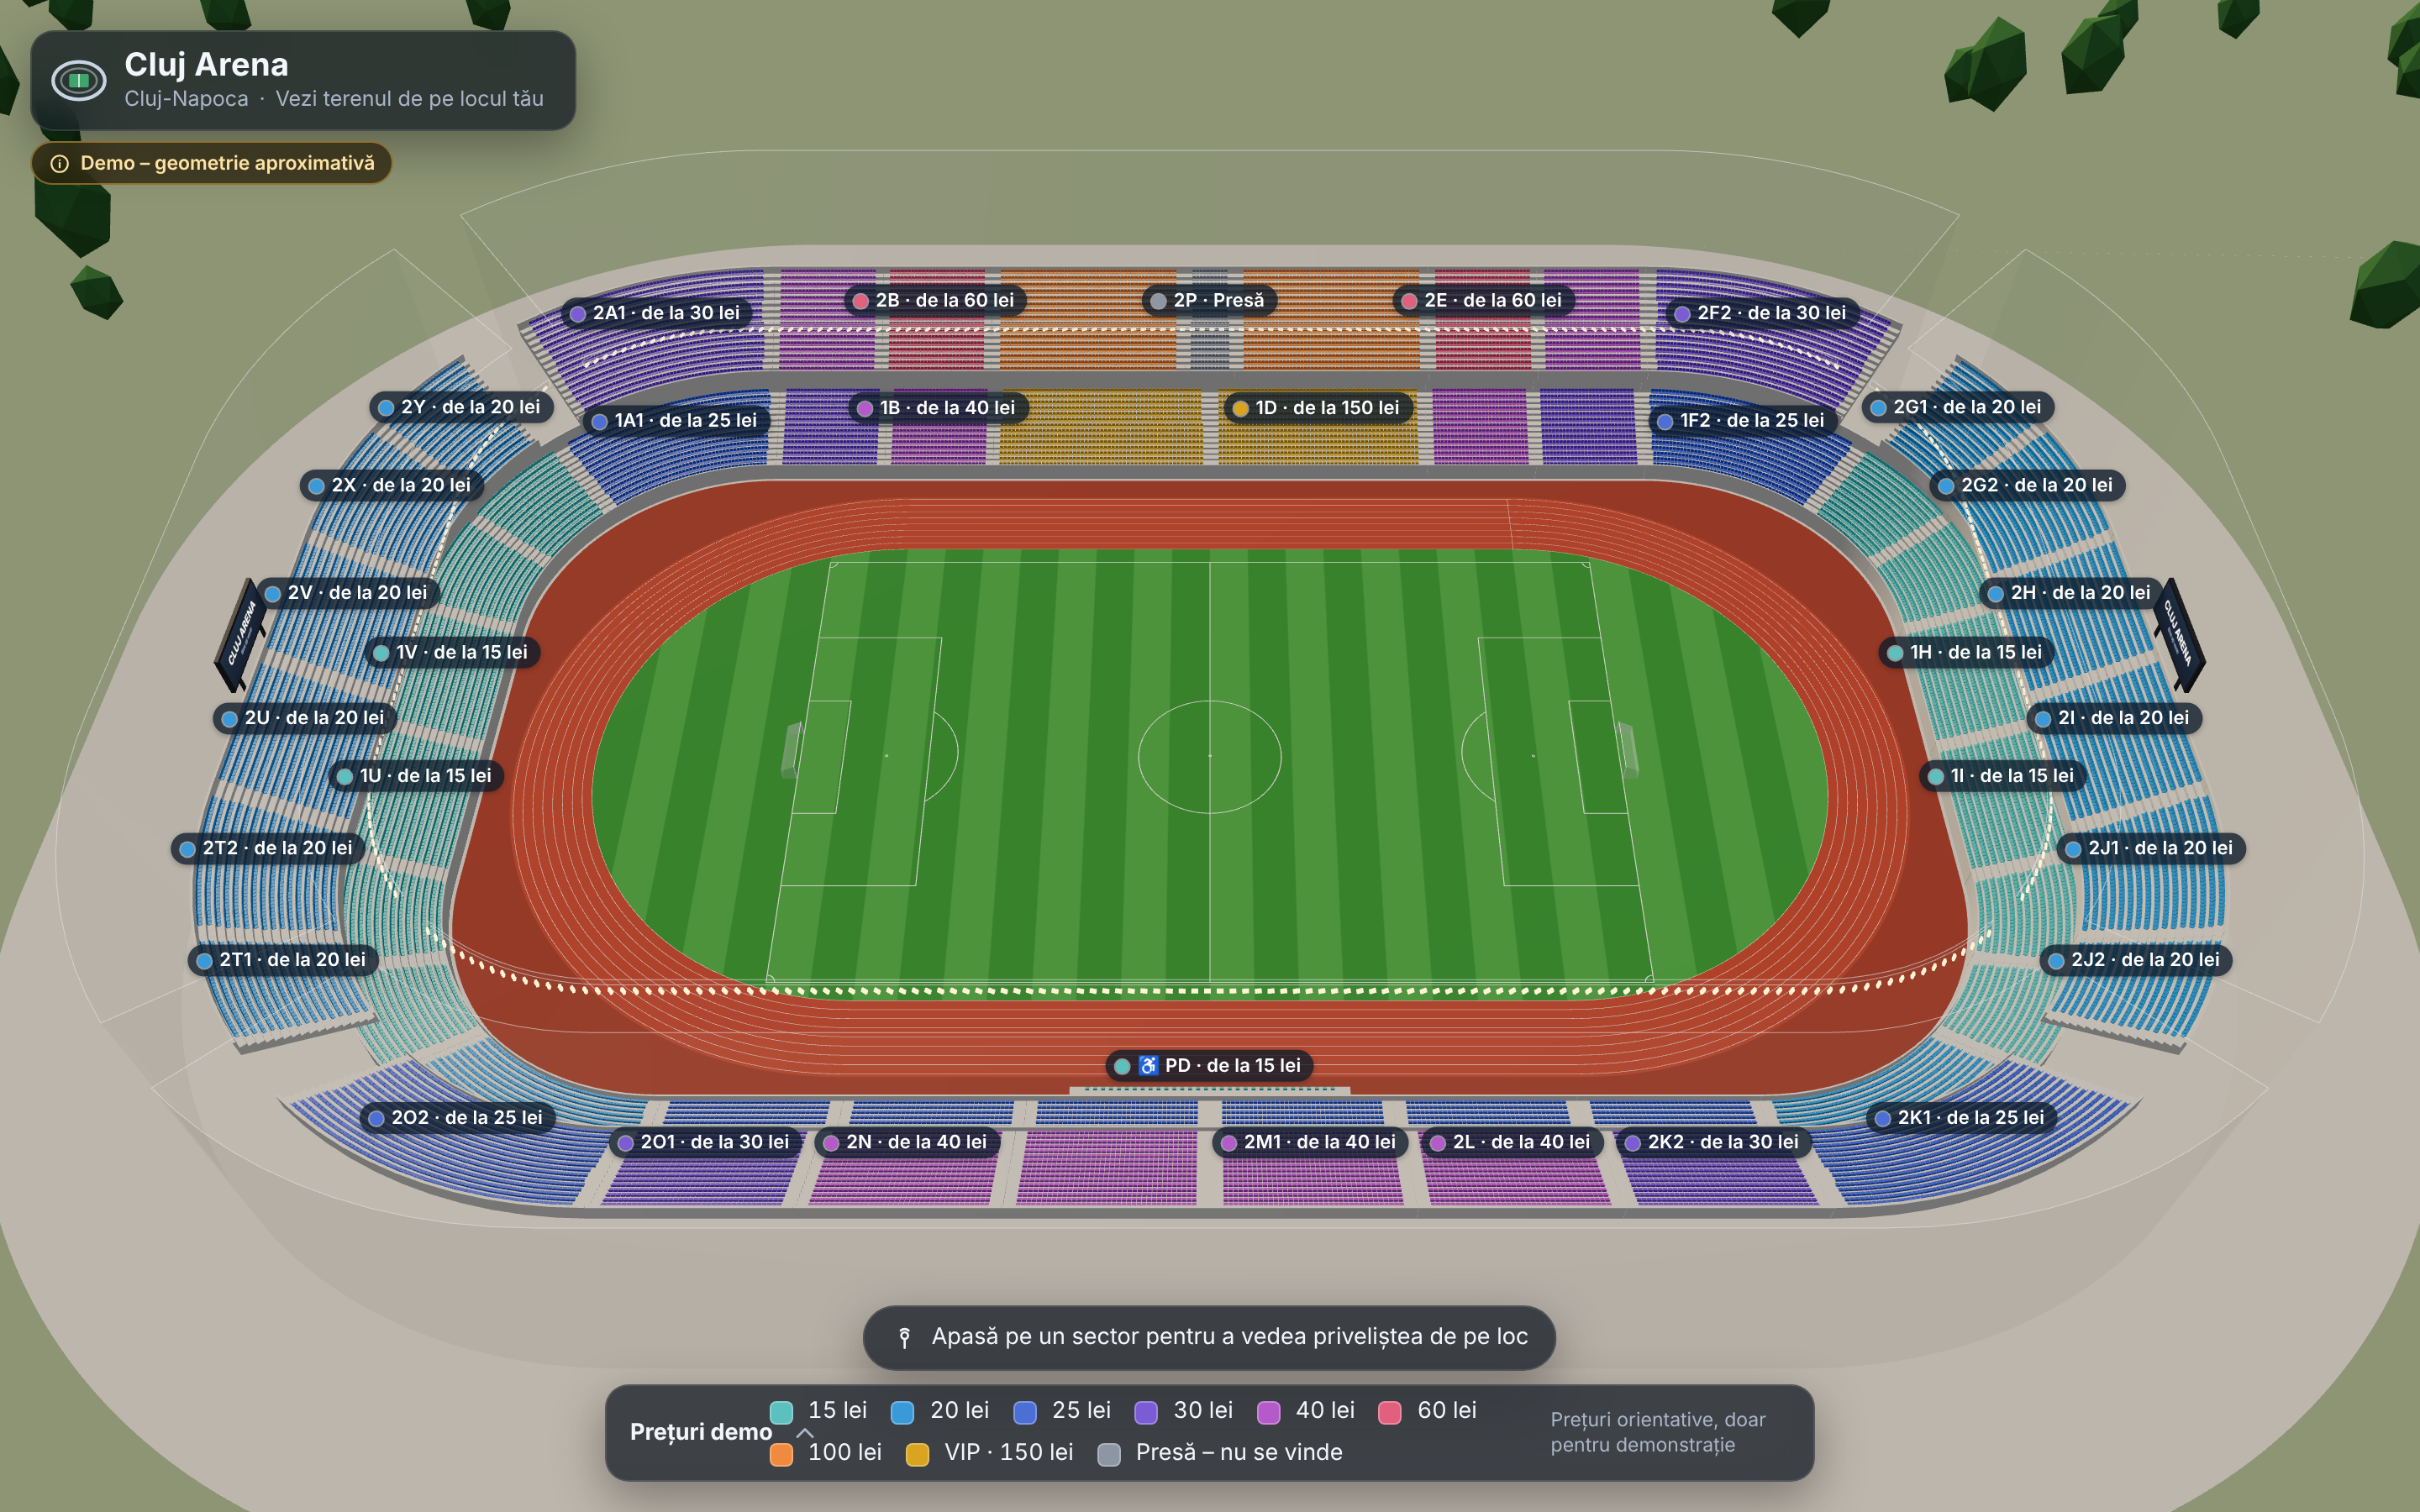 Cluj Arena
Cluj-Napoca · Vezi terenul de pe locul tău
Demo – geometrie aproximativă
2A1 · de la 30 lei
2B · de la 60 lei
2P · Presă
2E · de la 60 lei
2F2 · de la 30 lei
2Y · de la 20 lei
1A1 · de la 25 lei
1B · de la 40 lei
1D · de la 150 lei
1F2 · de la 25 lei
2G1 · de la 20 lei
2X · de la 20 lei
2G2 · de la 20 lei
2V · de la 20 lei
2H · de la 20 lei
CLUJ ARENA
CLUJ ARENA
1V · de la 15 lei
1H · de la 15 lei
2U · de la 20 lei
2I · de la 20 lei
1U · de la 15 lei
1I · de la 15 lei
2T2 · de la 20 lei
2J1 · de la 20 lei
2T1 · de la 20 lei
2J2 · de la 20 lei
♿ PD · de la 15 lei
2O2 · de la 25 lei
2K1 · de la 25 lei
2O1 · de la 30 lei
2N · de la 40 lei
2M1 · de la 40 lei
2L · de la 40 lei
2K2 · de la 30 lei
Apasă pe un sector pentru a vedea priveliștea de pe loc
Prețuri demo
15 lei
20 lei
25 lei
30 lei
40 lei
60 lei
100 lei
VIP · 150 lei
Presă – nu se vinde
Prețuri orientative, doar
pentru demonstrație